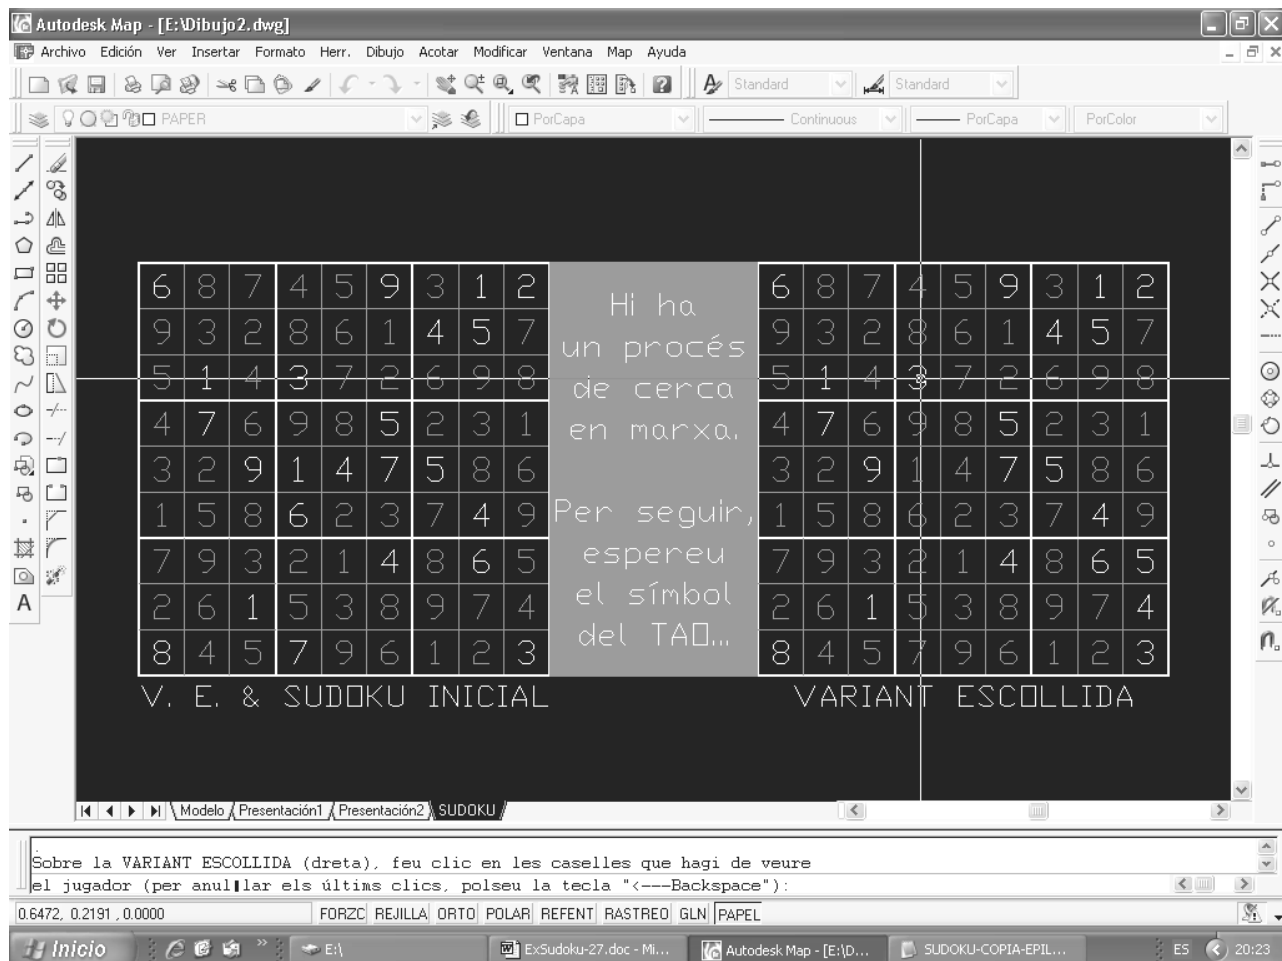 Autodesk Map - [E:\Dibujo2.dwg]
Archivo Edición Ver Insertar Formato Herr. Dibujo Acotar Modificar Ventana Map Ayuda
Standard Standard
PAPER PorCapa Continuous PorCapa PorColor
6 8 7 4 5 9 3 1 2
9 3 2 8 6 1 4 5 7
5 1 4 3 7 2 6 9 8
4 7 6 9 8 5 2 3 1
3 2 9 1 4 7 5 8 6
1 5 8 6 2 3 7 4 9
7 9 3 2 1 4 8 6 5
2 6 1 5 3 8 9 7 4
8 4 5 7 9 6 1 2 3
V. E. & SUDOKU INICIAL
Hi ha
un procés
de cerca
en marxa.
Per seguir,
espereu
el símbol
del TAO...
6 8 7 4 5 9 3 1 2
9 3 2 8 6 1 4 5 7
5 1 4 3 7 2 6 9 8
4 7 6 9 8 5 2 3 1
3 2 9 1 4 7 5 8 6
1 5 8 6 2 3 7 4 9
7 9 3 2 1 4 8 6 5
2 6 1 5 3 8 9 7 4
8 4 5 7 9 6 1 2 3
VARIANT ESCOLLIDA
Modelo Presentación1 Presentación2 SUDOKU
Sobre la VARIANT ESCOLLIDA (dreta), feu clic en les caselles que hagi de veure
el jugador (per anul||lar els últims clics, polseu la tecla "<---Backspace"):
0.6472, 0.2191 , 0.0000 FORZC REJILLA ORTO POLAR REFENT RASTREO GLN PAPEL
Inicio » E:\ ExSudoku-27.doc - Mi... Autodesk Map - [E:\D... SUDOKU-COPIA-EPIL... ES 20:23